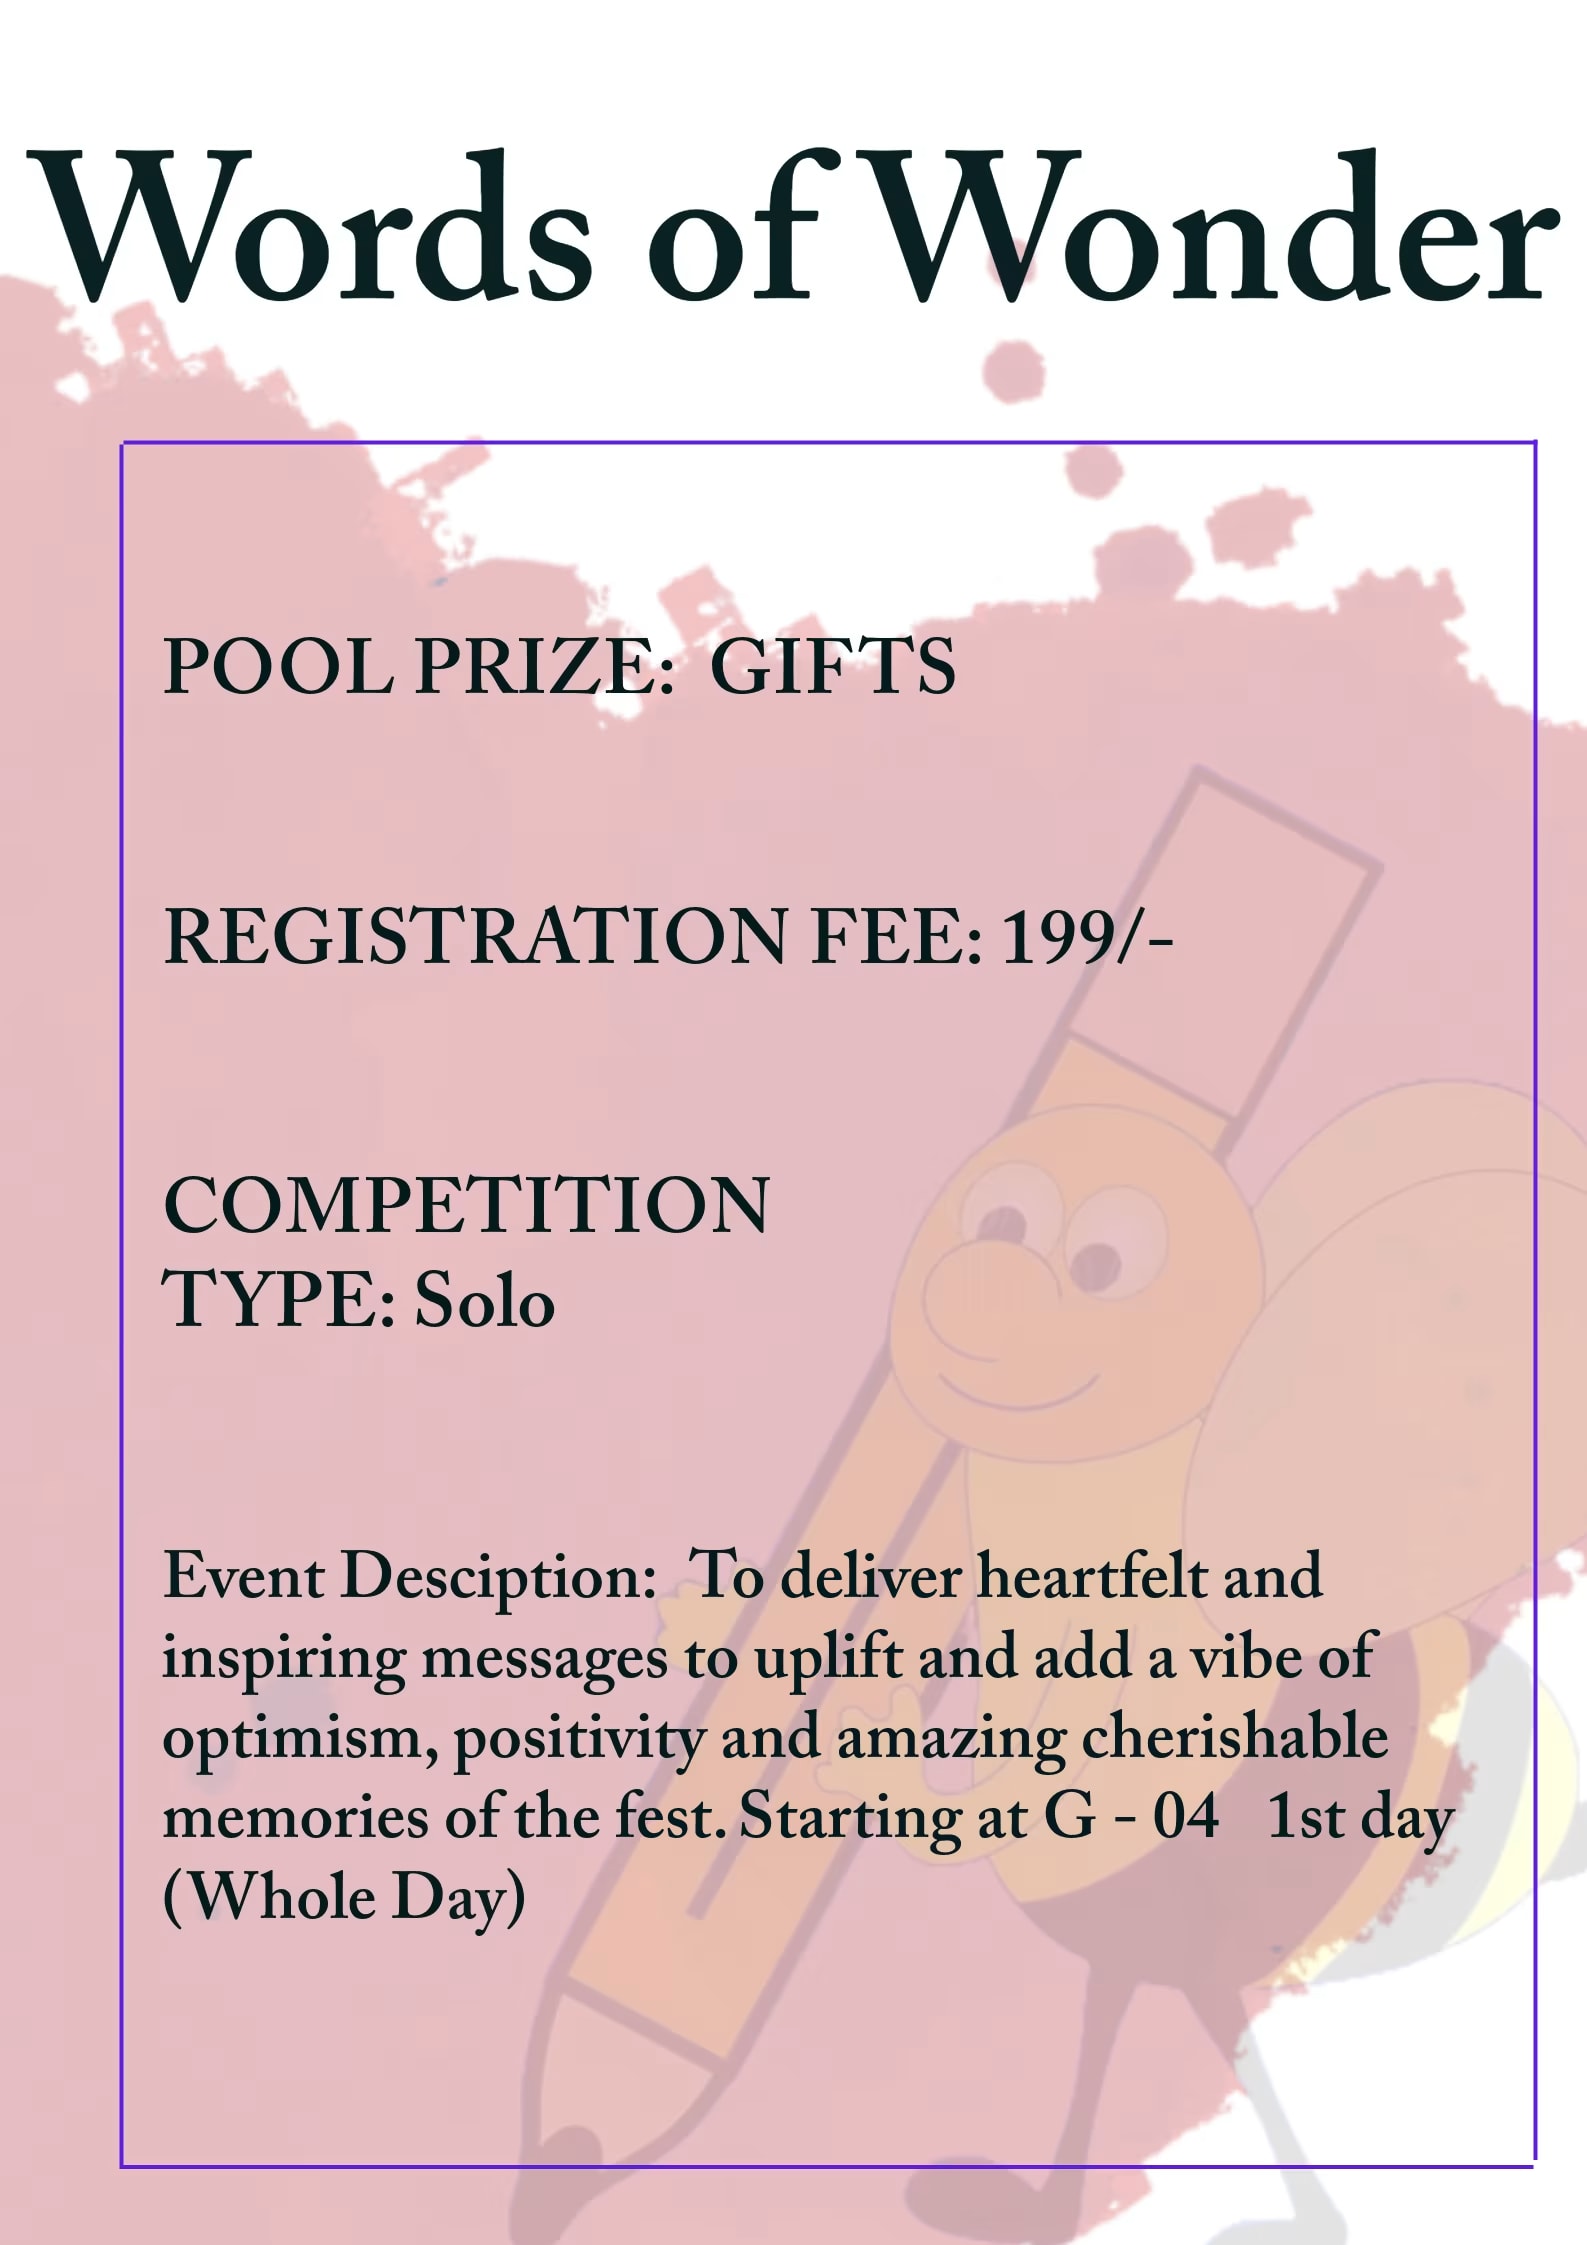 Words of Wonder
POOL PRIZE:  GIFTS
REGISTRATION FEE: 199/-
COMPETITION
TYPE: Solo
Event Desciption:  To deliver heartfelt and
inspiring messages to uplift and add a vibe of
optimism, positivity and amazing cherishable
memories of the fest. Starting at G - 04   1st day
(Whole Day)